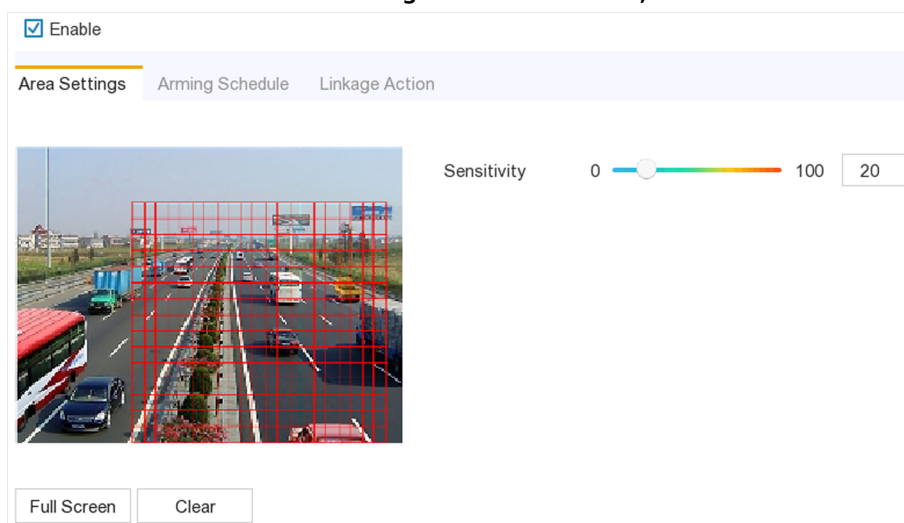 Enable
Area Settings Arming Schedule Linkage Action
Sensitivity 0 100 20
Full Screen Clear